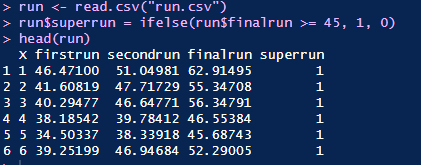 > run <- read.csv("run.csv")
> run$superrun = ifelse(run$finalrun >= 45, 1, 0)
> head(run)
  X firstrun secondrun finalrun superrun
1 1 46.47100  51.04981 62.91495        1
2 2 41.60819  47.71729 55.34708        1
3 3 40.29477  46.64771 56.34791        1
4 4 38.18542  39.78412 46.55384        1
5 5 34.50337  38.33918 45.68743        1
6 6 39.25199  46.94684 52.29005        1